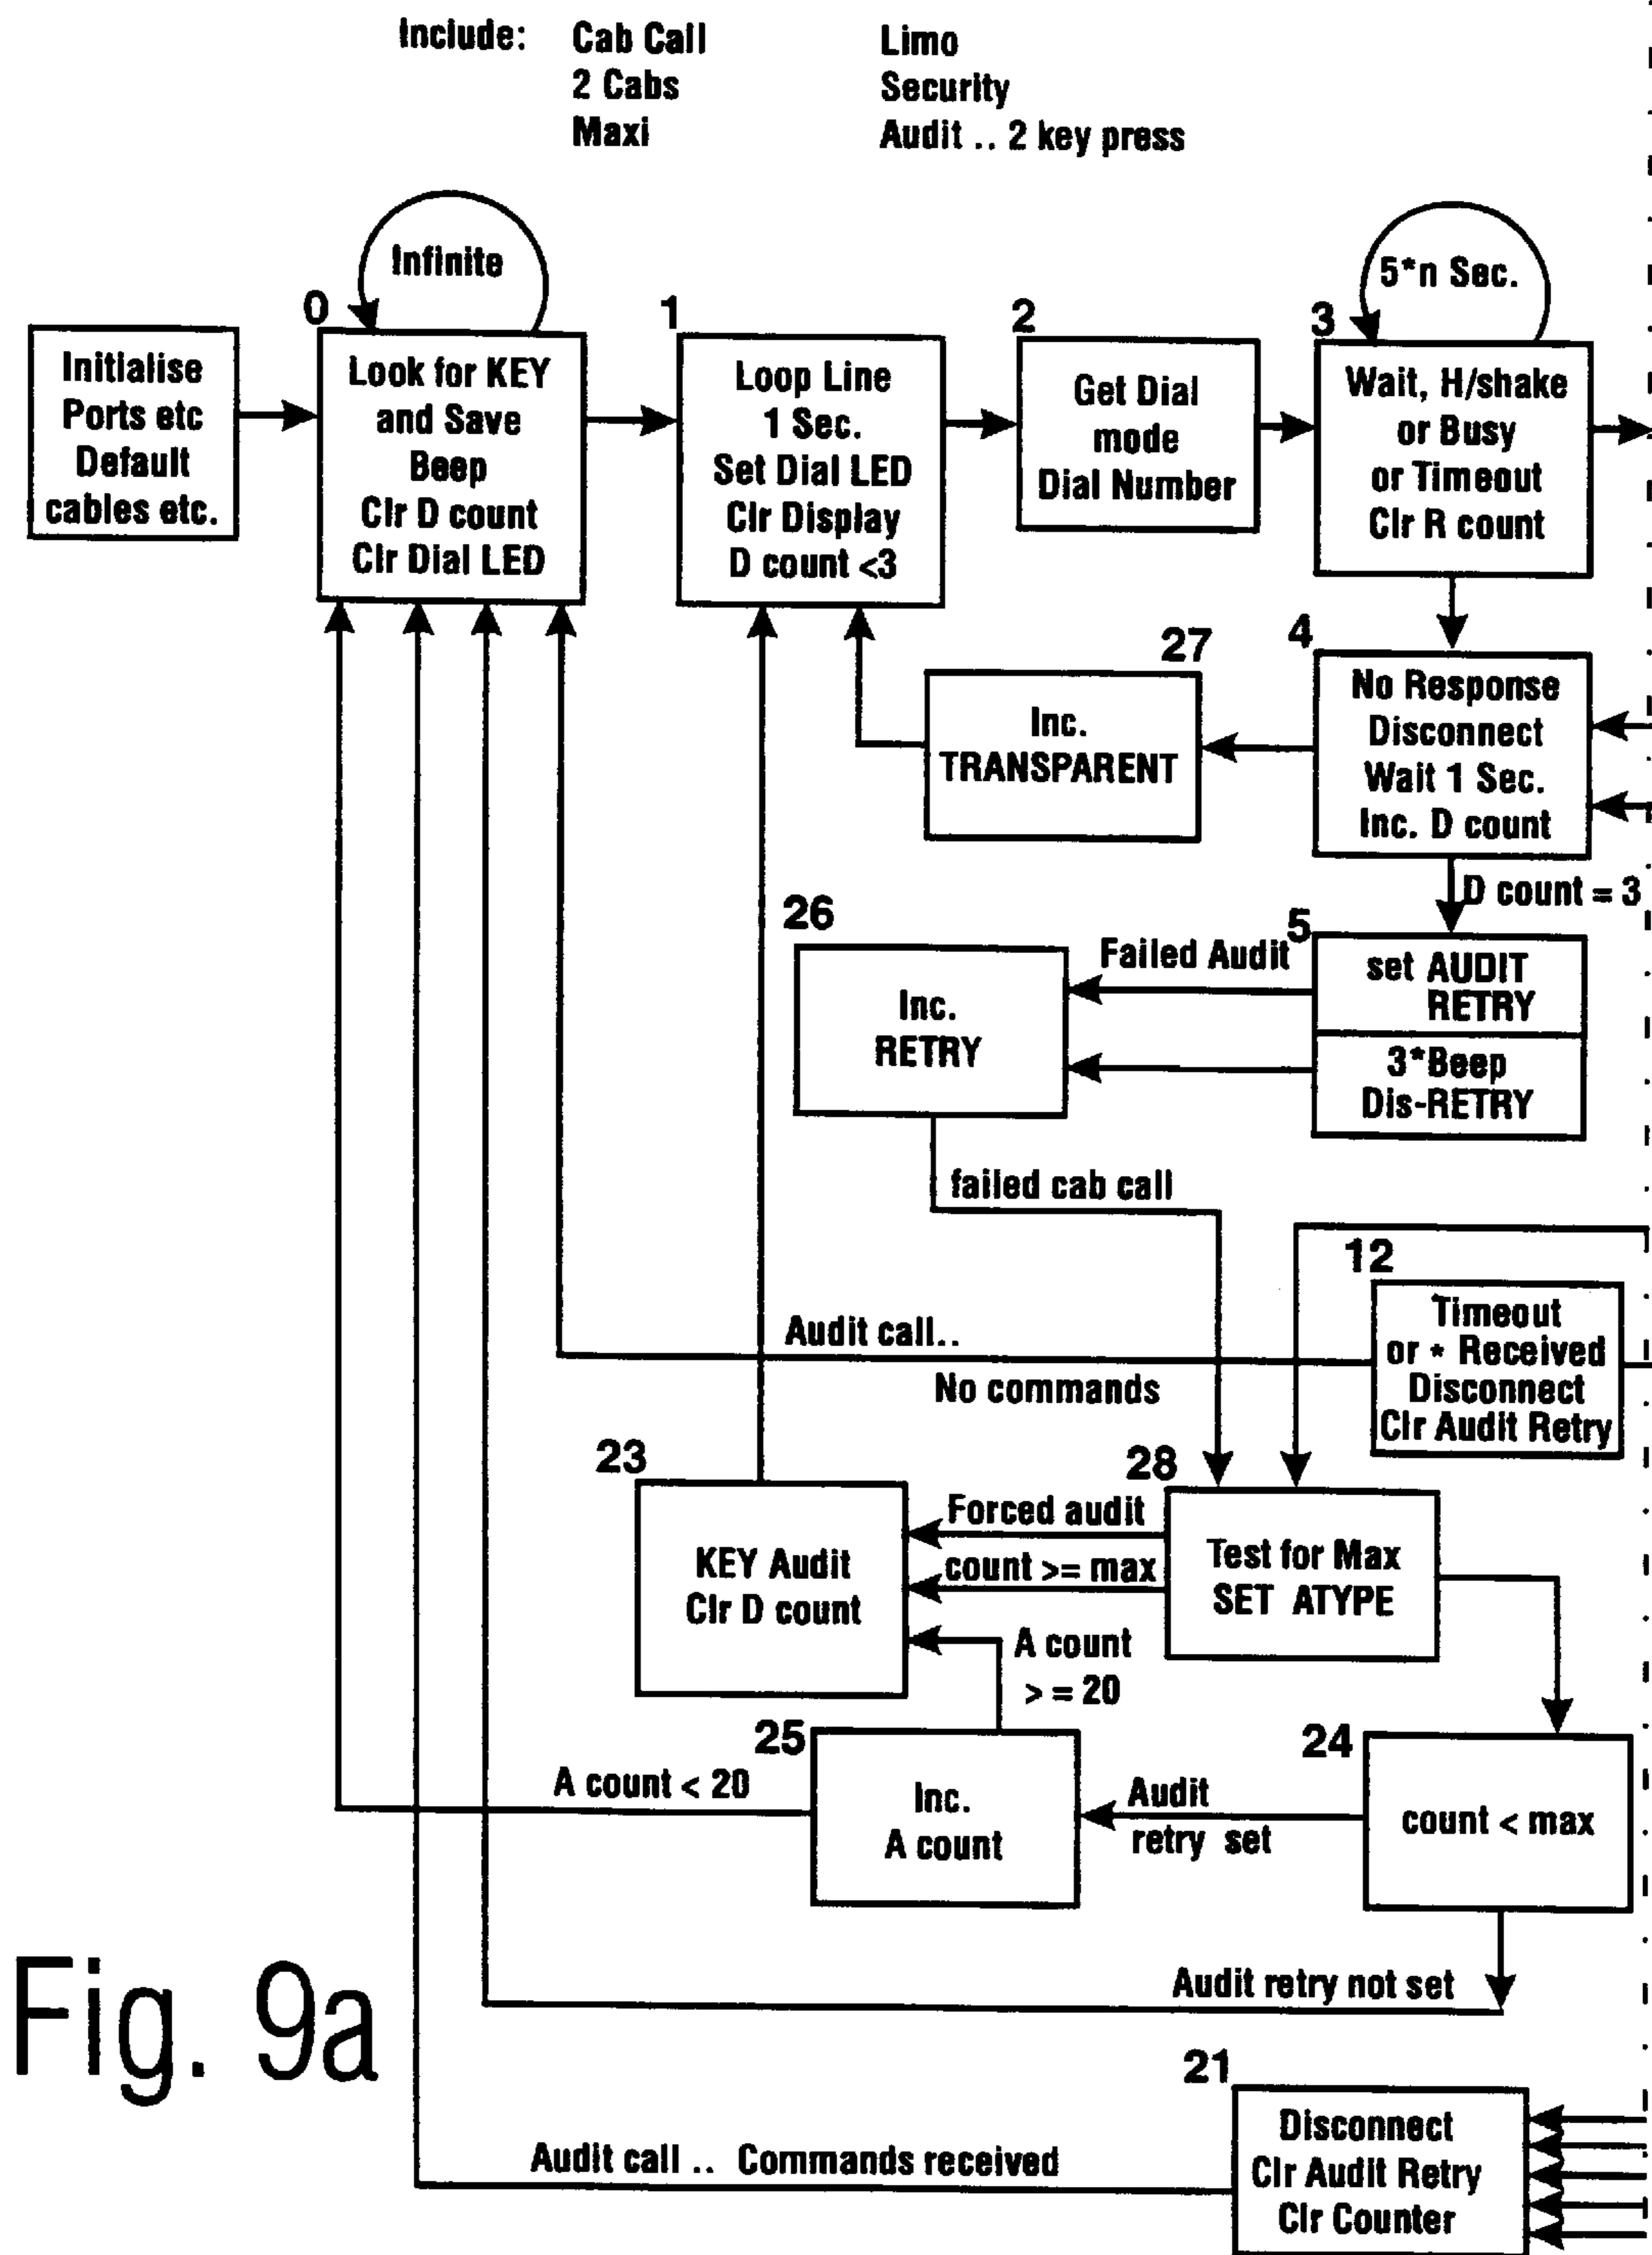 Include: Cab Call Limo
2 Cabs Security
Maxi Audit .. 2 key press
Infinite
5*n Sec.
0
1
2
3
Initialise
Ports etc
Default
cables etc.
Look for KEY
and Save
Beep
Clr D count
Clr Dial LED
Loop Line
1 Sec.
Set Dial LED
Clr Display
D count <3
Get Dial
mode
Dial Number
Wait, H/shake
or Busy
or Timeout
Clr R count
27
Inc.
TRANSPARENT
4
No Response
Disconnect
Wait 1 Sec.
Inc. D count
D count = 3
26
Inc.
RETRY
Failed Audit
5
set AUDIT
RETRY
3*Beep
Dis-RETRY
failed cab call
12
Timeout
or * Received
Disconnect
Clr Audit Retry
Audit call..
No commands
23
KEY Audit
Clr D count
Forced audit
count >= max
28
Test for Max
SET ATYPE
A count
> = 20
25
Inc.
A count
A count < 20
Audit
retry set
24
count < max
Audit retry not set
Fig. 9a
21
Disconnect
Clr Audit Retry
Clr Counter
Audit call .. Commands received